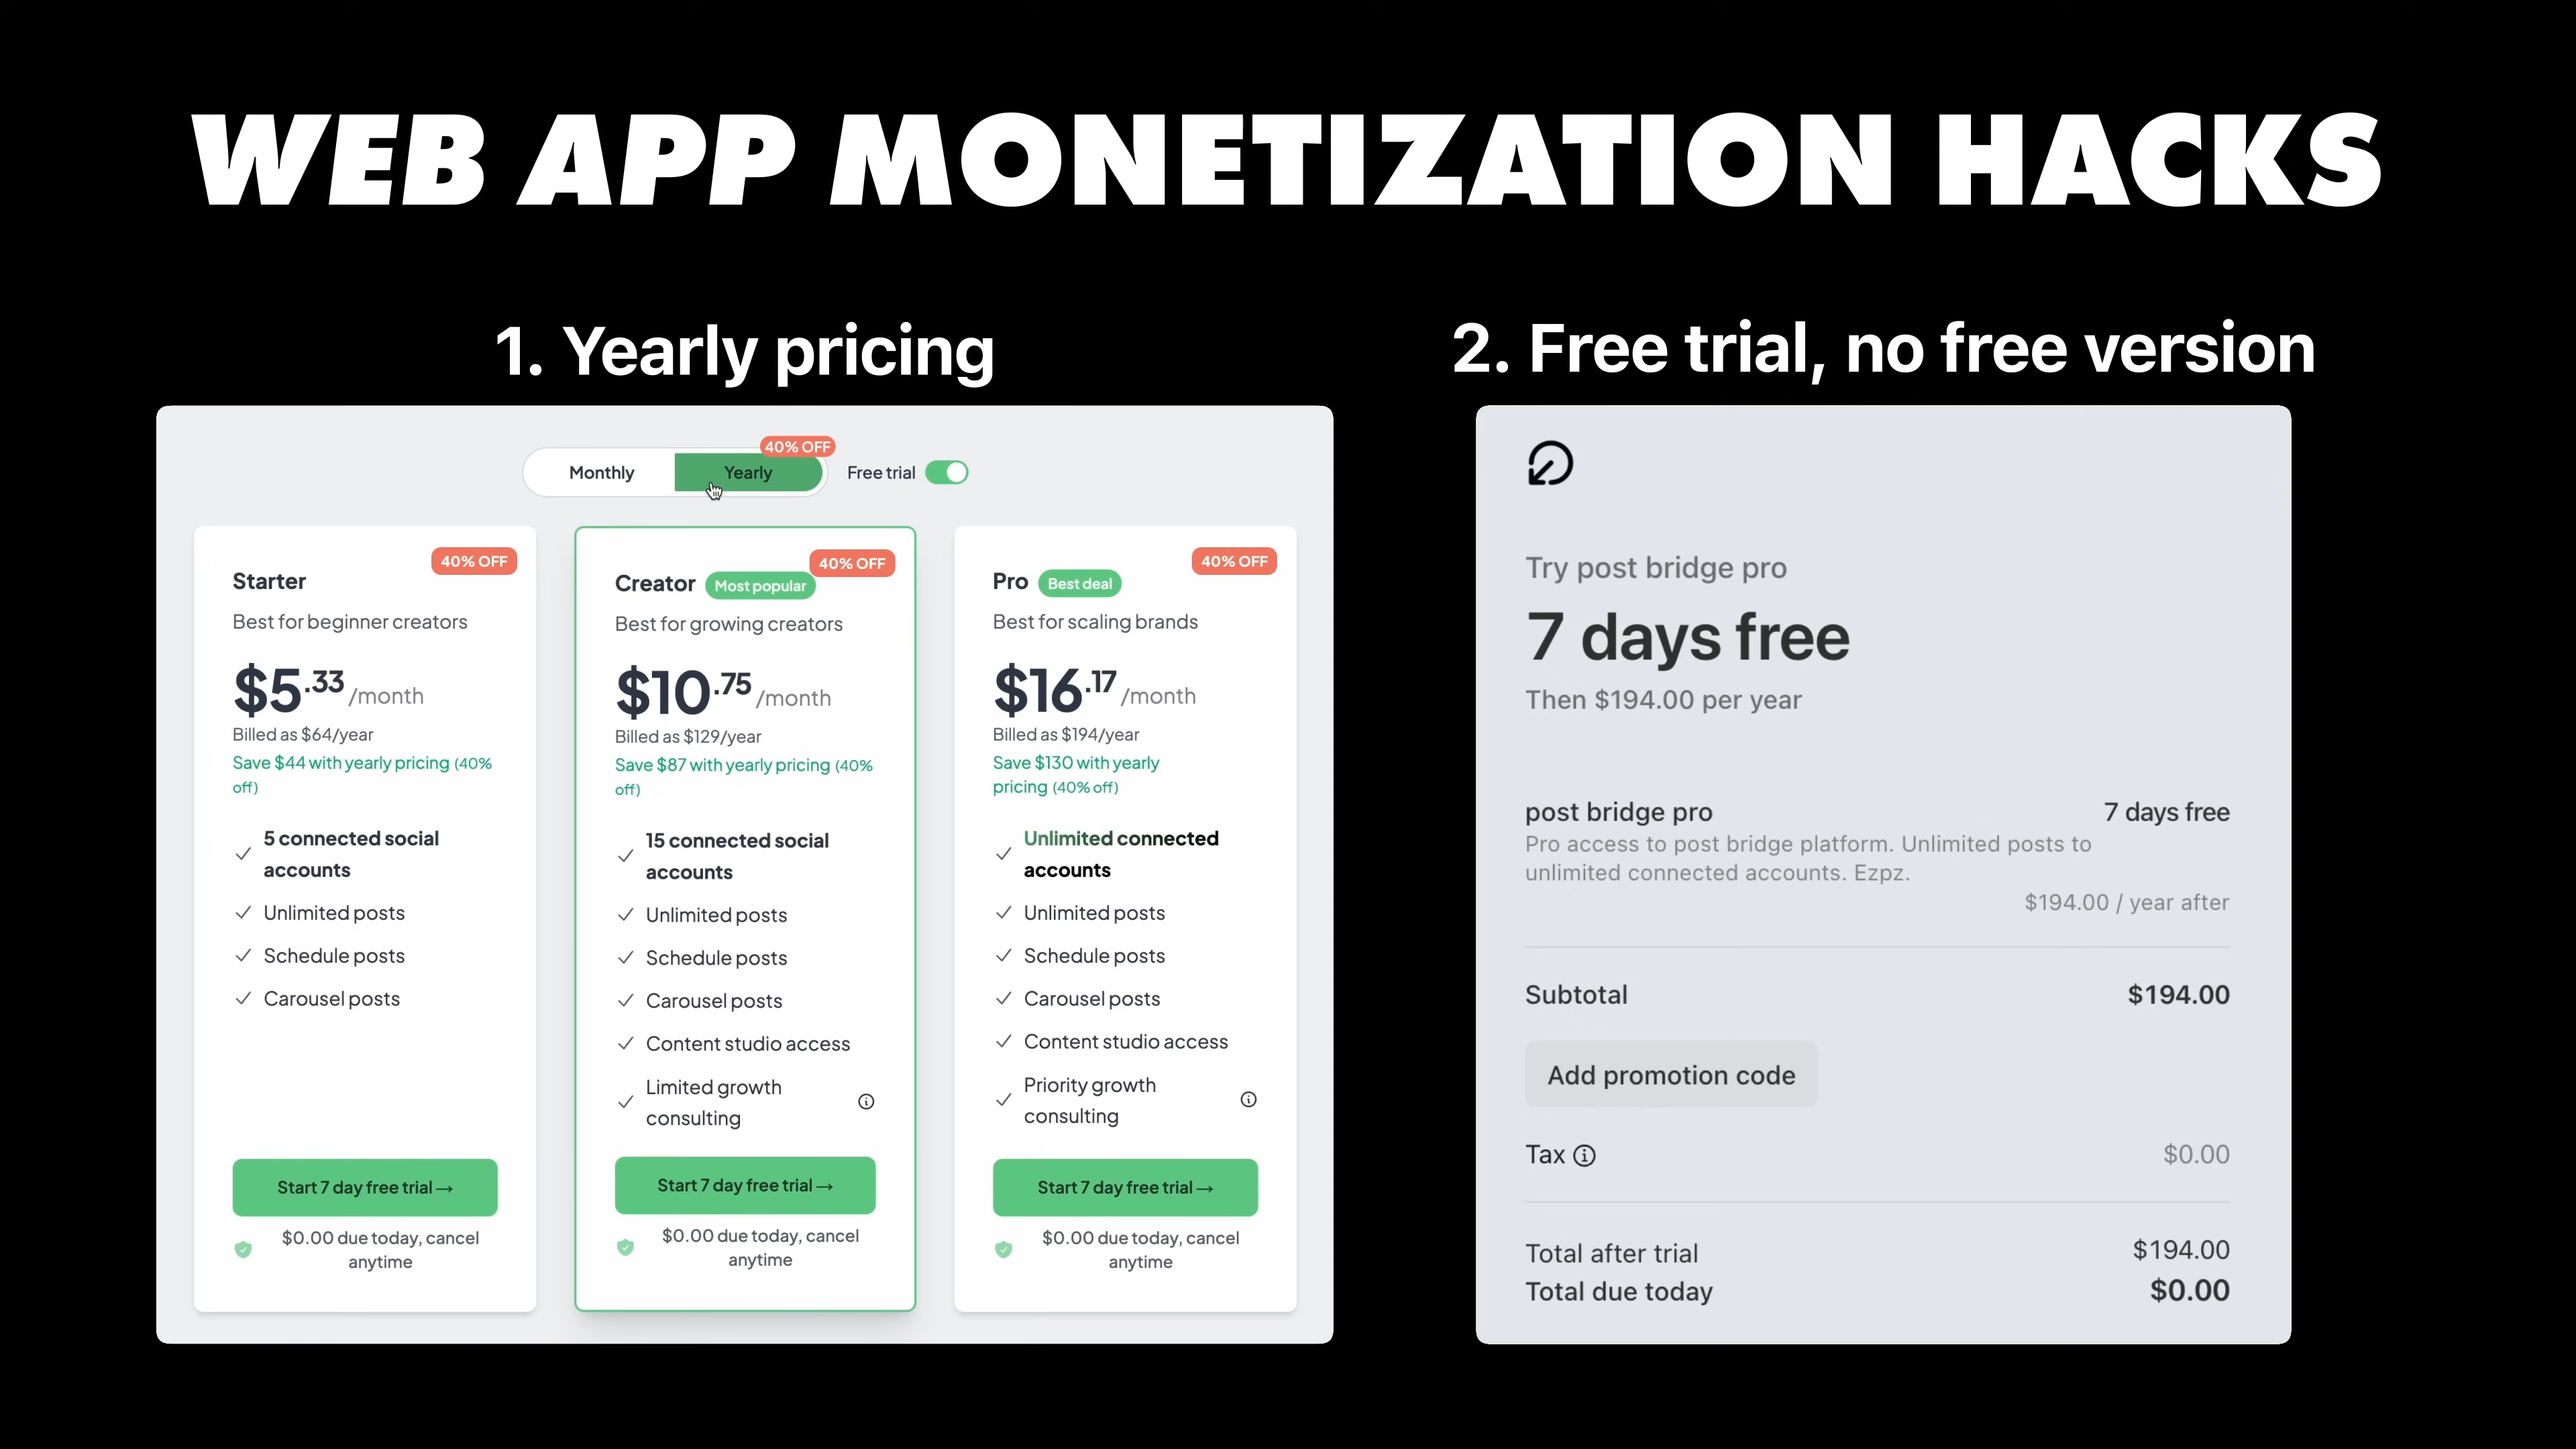 WEB APP MONETIZATION HACKS
1. Yearly pricing
Monthly
Yearly
40% OFF
Free trial
40% OFF
Starter
Best for beginner creators
$5.33 /month
Billed as $64/year
Save $44 with yearly pricing (40%
off)
5 connected social
accounts
Unlimited posts
Schedule posts
Carousel posts
Start 7 day free trial →
$0.00 due today, cancel
anytime
40% OFF
Creator
Most popular
Best for growing creators
$10.75 /month
Billed as $129/year
Save $87 with yearly pricing (40%
off)
15 connected social
accounts
Unlimited posts
Schedule posts
Carousel posts
Content studio access
Limited growth
consulting
Start 7 day free trial →
$0.00 due today, cancel
anytime
40% OFF
Pro
Best deal
Best for scaling brands
$16.17 /month
Billed as $194/year
Save $130 with yearly
pricing (40% off)
Unlimited connected
accounts
Unlimited posts
Schedule posts
Carousel posts
Content studio access
Priority growth
consulting
Start 7 day free trial →
$0.00 due today, cancel
anytime
2. Free trial, no free version
Try post bridge pro
7 days free
Then $194.00 per year
post bridge pro 7 days free
Pro access to post bridge platform. Unlimited posts to
unlimited connected accounts. Ezpz.
$194.00 / year after
Subtotal $194.00
Add promotion code
Tax $0.00
Total after trial $194.00
Total due today $0.00